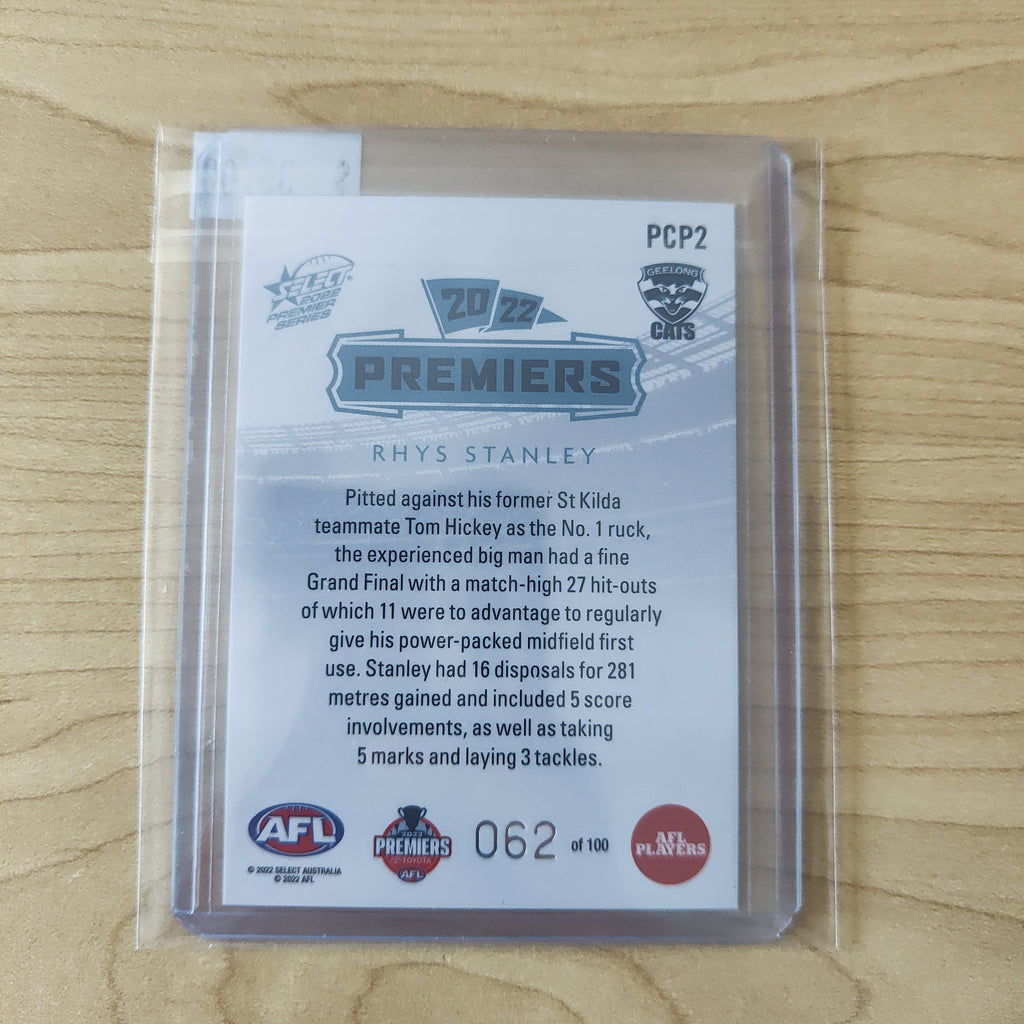 PCP2
SELECT
2022
PREMIER
SERIES
GEELONG
CATS
2022
PREMIERS
RHYS STANLEY
Pitted against his former St Kilda
teammate Tom Hickey as the No. 1 ruck,
the experienced big man had a fine
Grand Final with a match-high 27 hit-outs
of which 11 were to advantage to regularly
give his power-packed midfield first
use. Stanley had 16 disposals for 281
metres gained and included 5 score
involvements, as well as taking
5 marks and laying 3 tackles.
AFL
© 2022 SELECT AUSTRALIA
© 2022 AFL
2022
PREMIERS
TOYOTA
AFL
062 of 100
AFL
PLAYERS